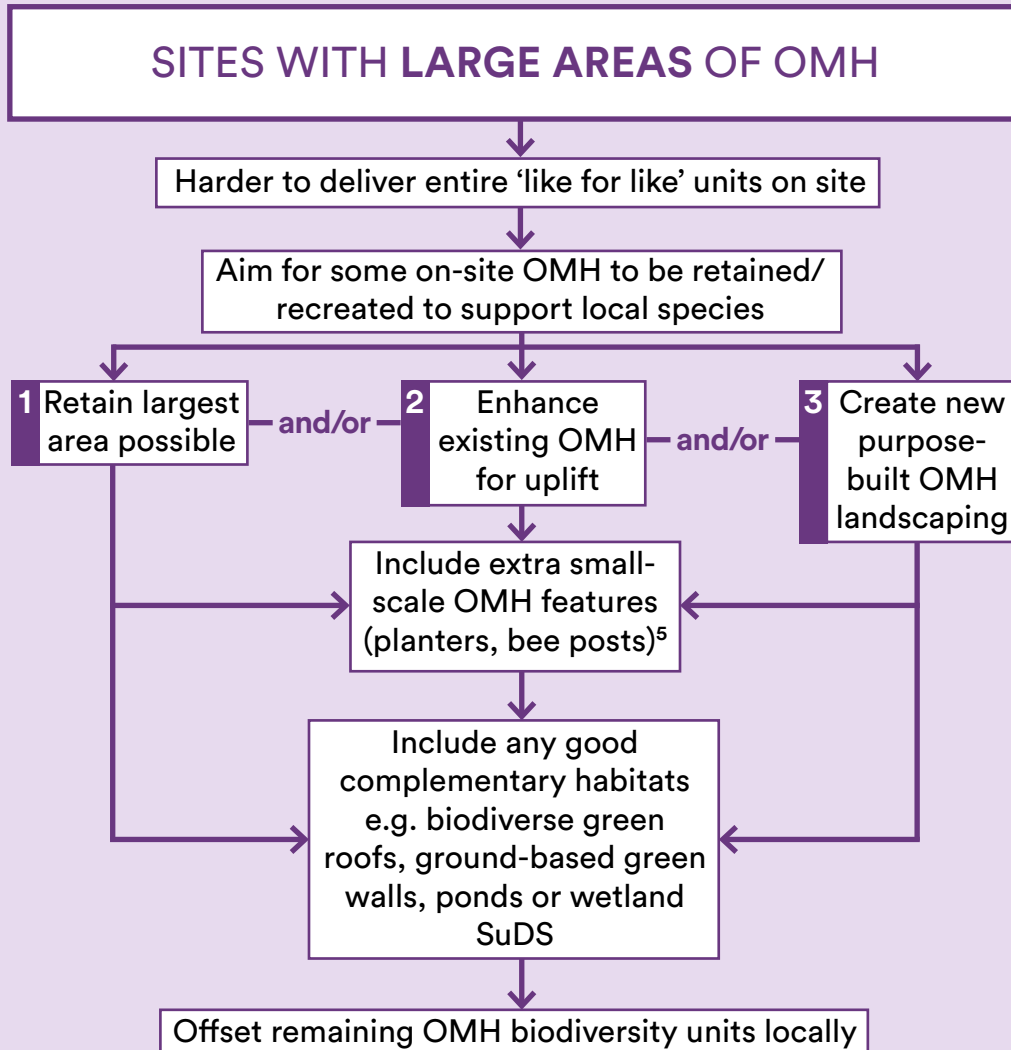 SITES WITH LARGE AREAS OF OMH
Harder to deliver entire ‘like for like’ units on site
Aim for some on-site OMH to be retained/
recreated to support local species
1 Retain largest
area possible
and/or
2 Enhance
existing OMH
for uplift
and/or
3 Create new
purpose-
built OMH
landscaping
Include extra small-
scale OMH features
(planters, bee posts)⁵
Include any good
complementary habitats
e.g. biodiverse green
roofs, ground-based green
walls, ponds or wetland
SuDS
Offset remaining OMH biodiversity units locally